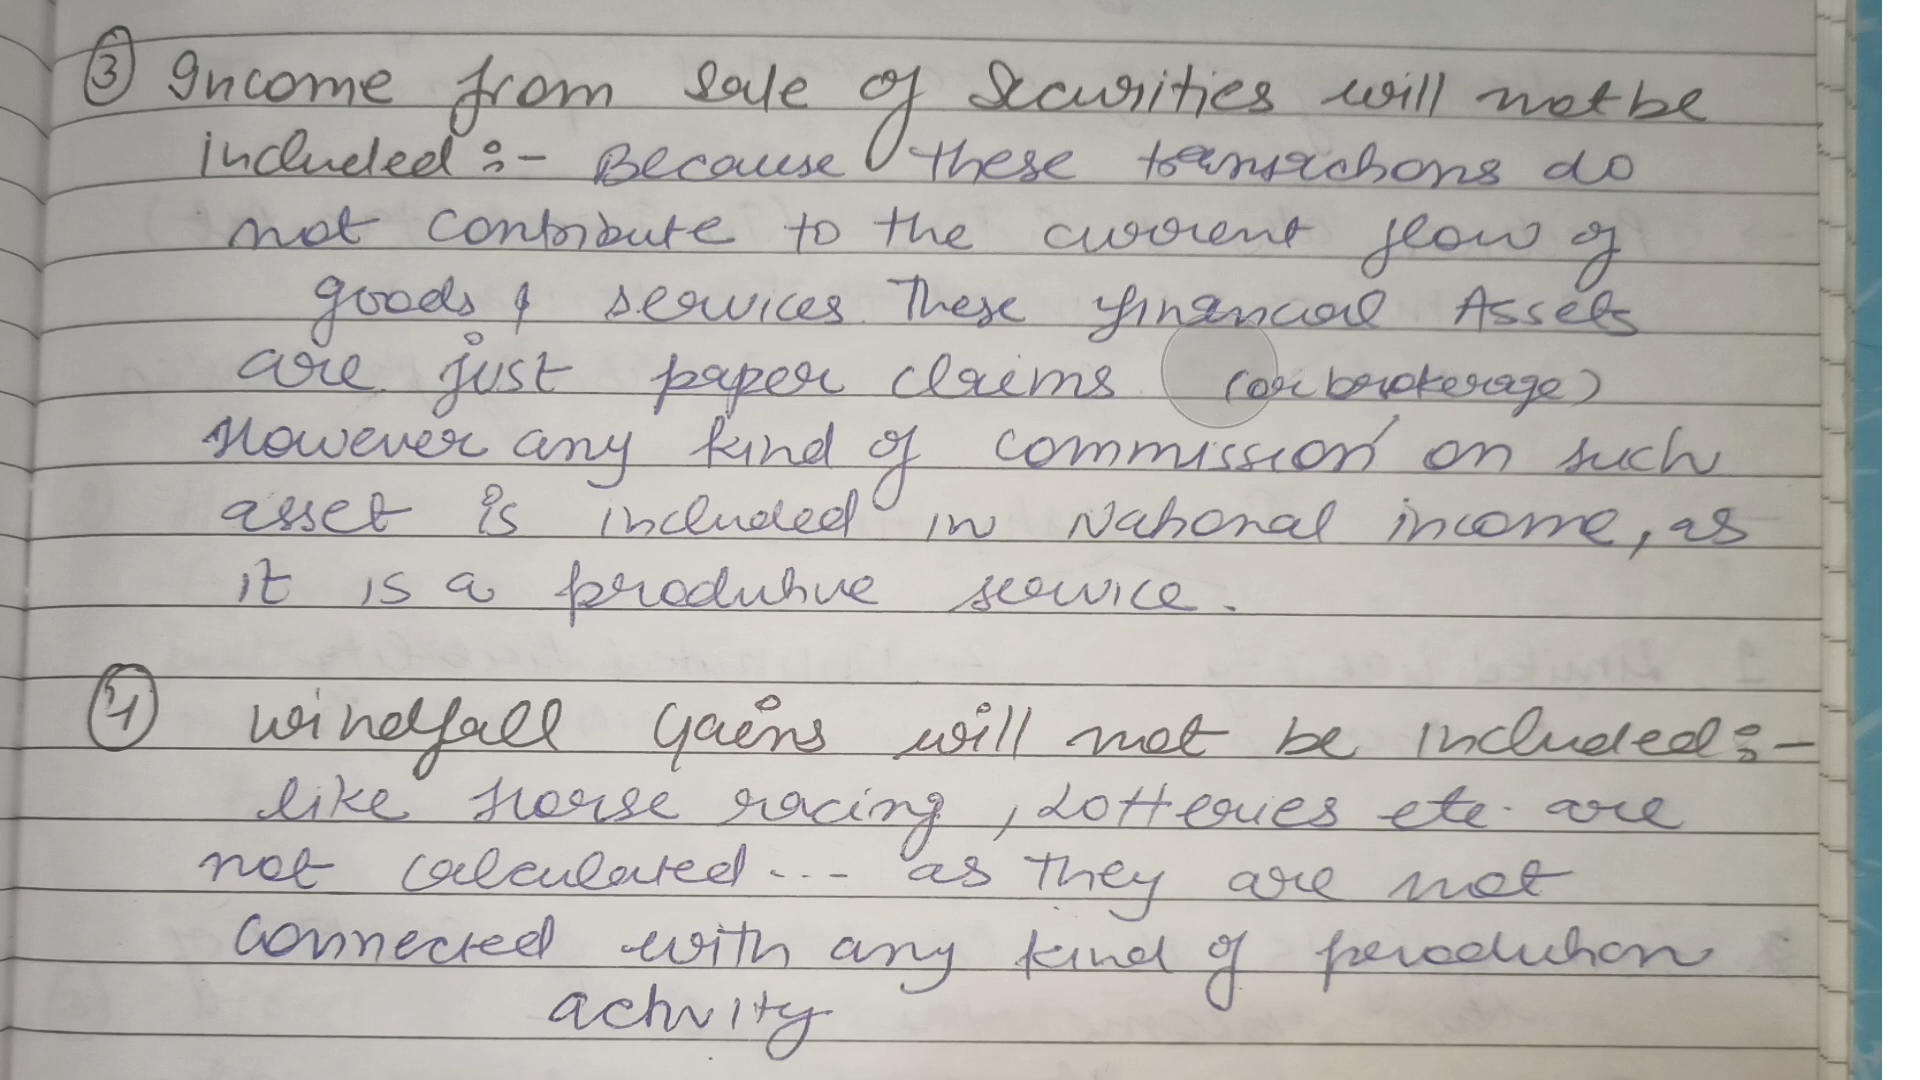 ③ Income from sale of Securities will not be
included :- Because these transactions do
not contribute to the current flow of
goods & services. These financial Assets
are just paper claims (or brokerage)
However any kind of commission on such
asset is included in National income, as
it is a produtive service.
④ Windfall Gains will not be included :-
like Horse racing, Lotteries etc. are
not calculated --- as they are not
connected with any kind of production
activity